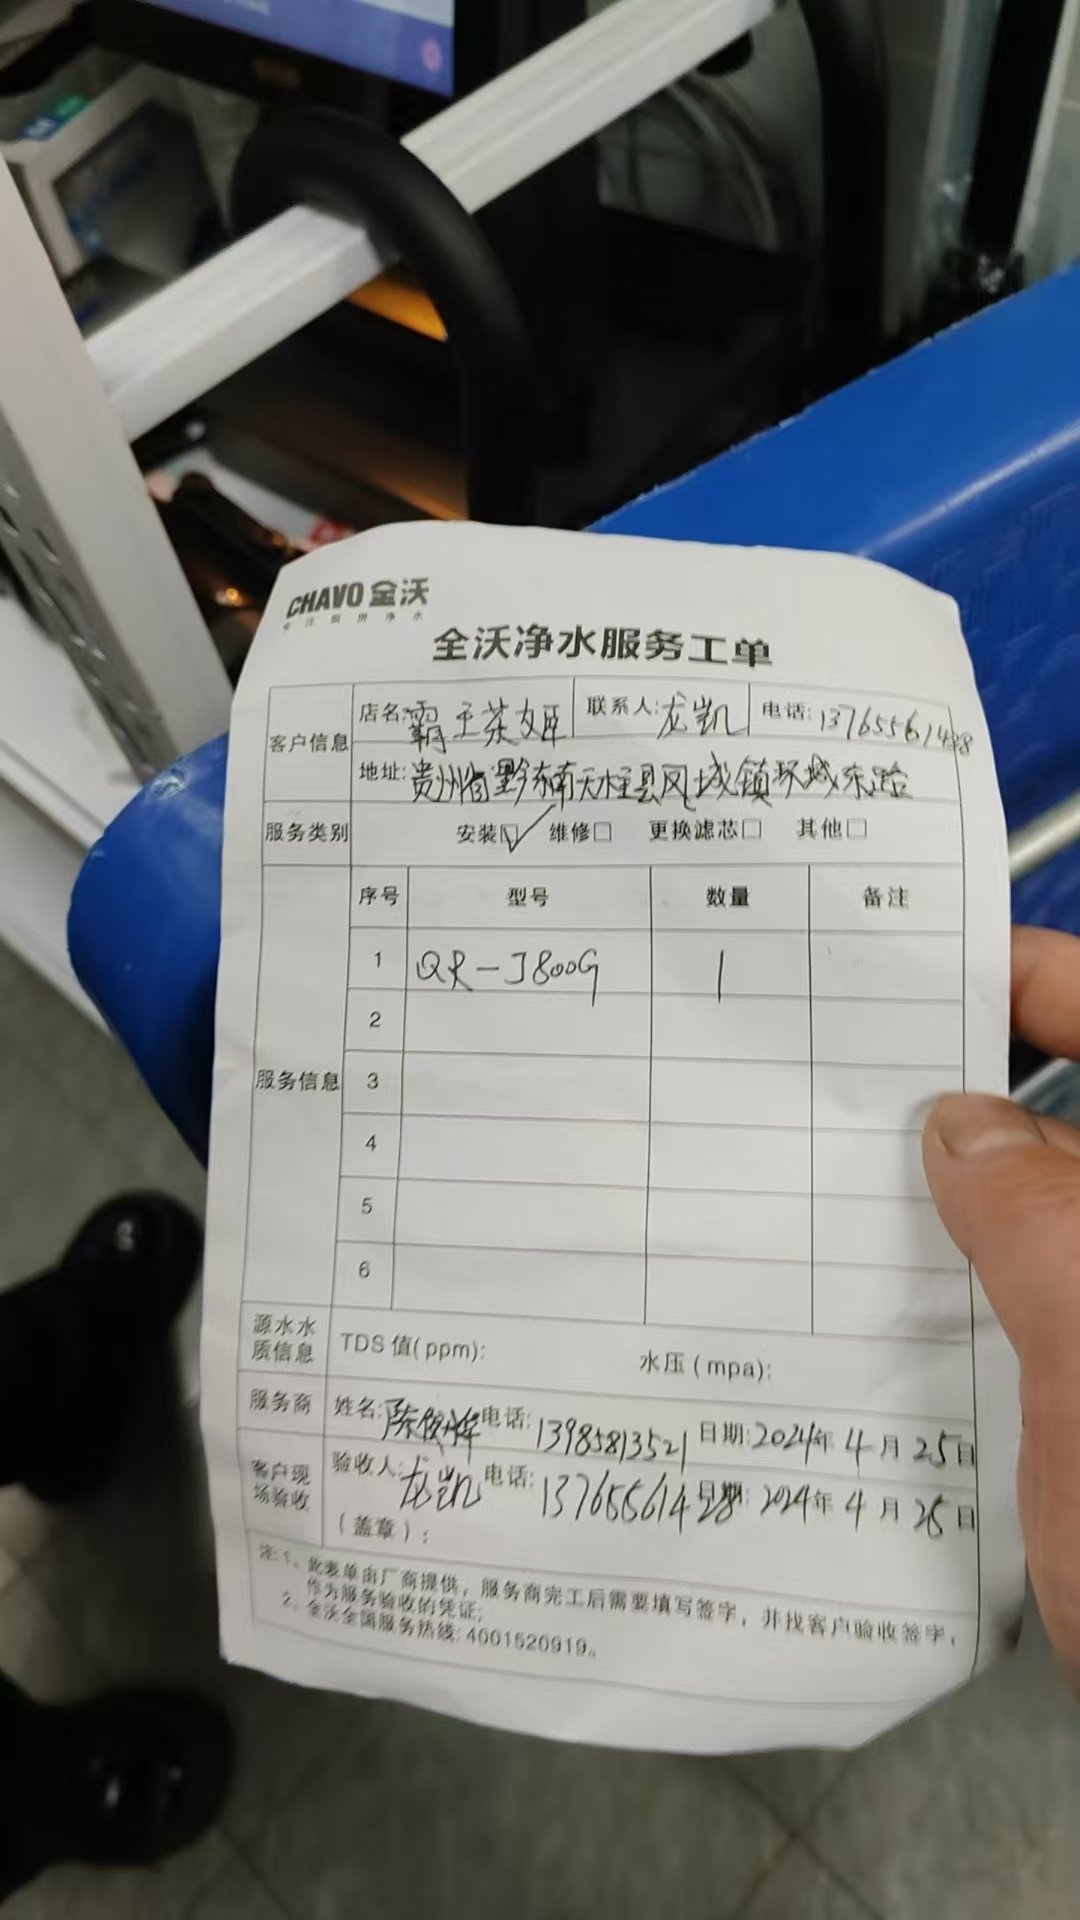 CHAVO 全沃
专注厨房净水
全沃净水服务工单
客户信息 店名:霸王茶姬 联系人:龙凯 电话:13765561428
地址:贵州省黔东南天柱县凤城镇环城东路
服务类别 安装☑ 维修□ 更换滤芯□ 其他□
服务信息 序号 型号 数量 备注
1 QR-J800G 1
2
3
4
5
6
源水水质信息 TDS 值(ppm): 水压(mpa):
服务商 姓名: 电话:13985813521 日期:2024年4月25日
客户现场验收 验收人:龙凯 电话:13765561428 日期:2024年4月25日
(盖章):
注:1、此表单由厂商提供，服务商完工后需要填写签字，并找客户验收签字，
作为服务验收的凭证;
2、全沃全国服务热线:4001520919。